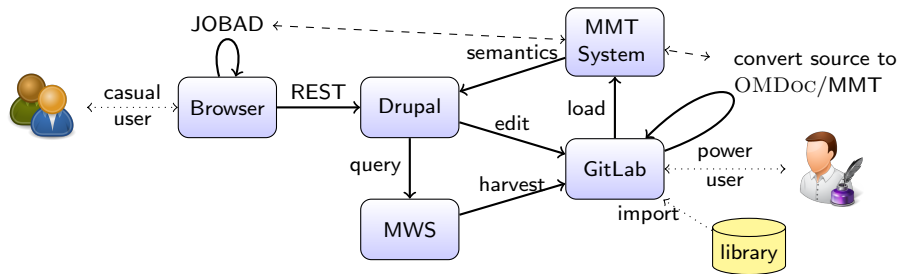 JOBAD
MMT
System
semantics
convert source to
OMDoc/MMT
casual
user
Browser
REST
Drupal
load
edit
query
GitLab
power
user
harvest
MWS
import
library